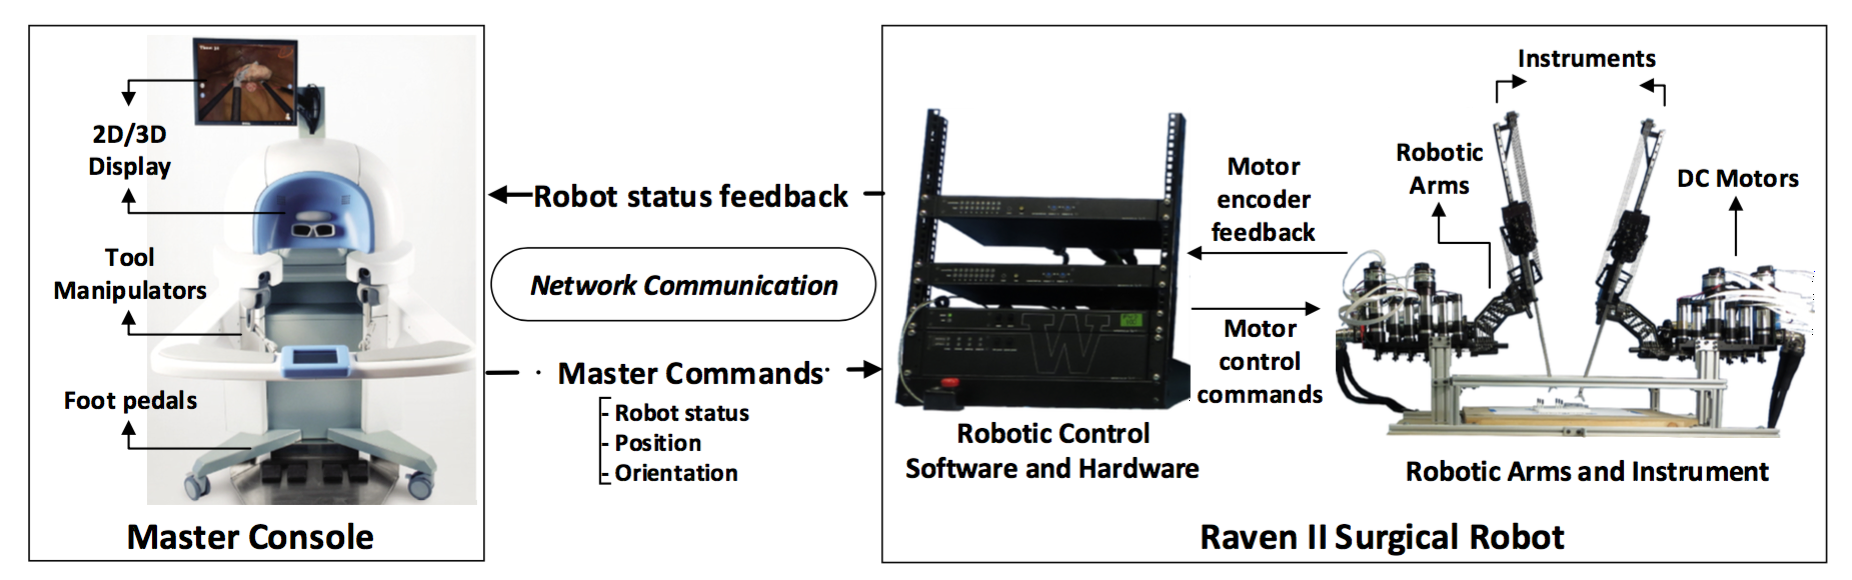 2D/3D
Display
Tool
Manipulators
Foot pedals
Master Console
Robot status feedback
Network Communication
Master Commands
- Robot status
- Position
- Orientation
W
Robotic Control
Software and Hardware
Motor
encoder
feedback
Motor
control
commands
Instruments
Robotic
Arms
DC Motors
Robotic Arms and Instrument
Raven II Surgical Robot